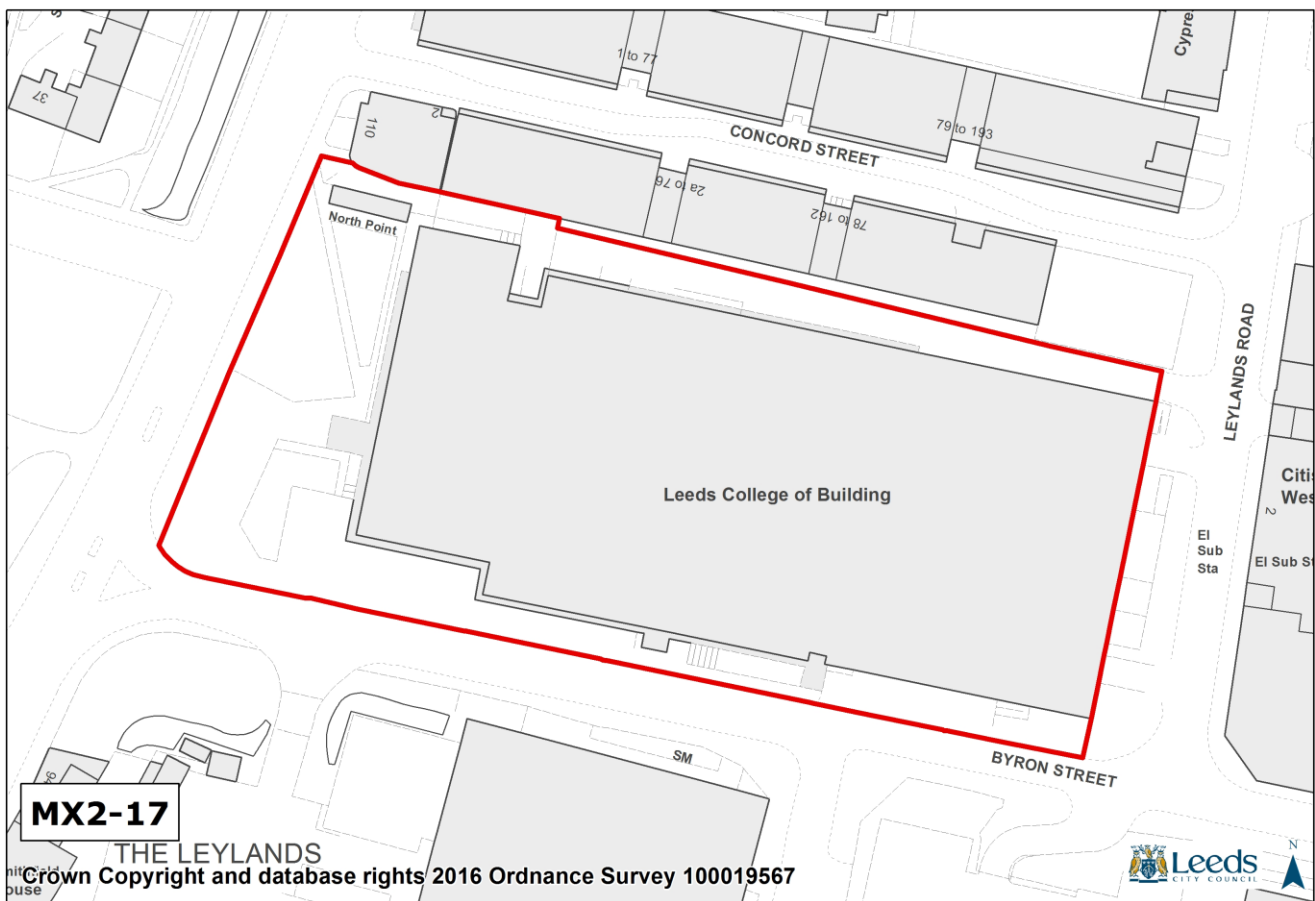 1 to 77
Cypre
37
110
2
CONCORD STREET
79 to 193
2a to 76
78 to 162
North Point
LEYLANDS ROAD
Leeds College of Building
Citis
Wes
2
El
Sub
Sta
El Sub St
SM
BYRON STREET
MX2-17
THE LEYLANDS
Crown Copyright and database rights 2016 Ordnance Survey 100019567
ouse
Leeds
CITY COUNCIL
N